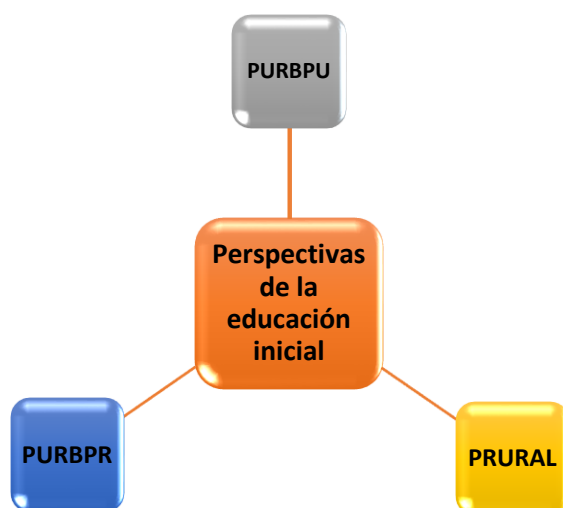 PURBPU
Perspectivas
de la
educación
inicial
PURBPR
PRURAL